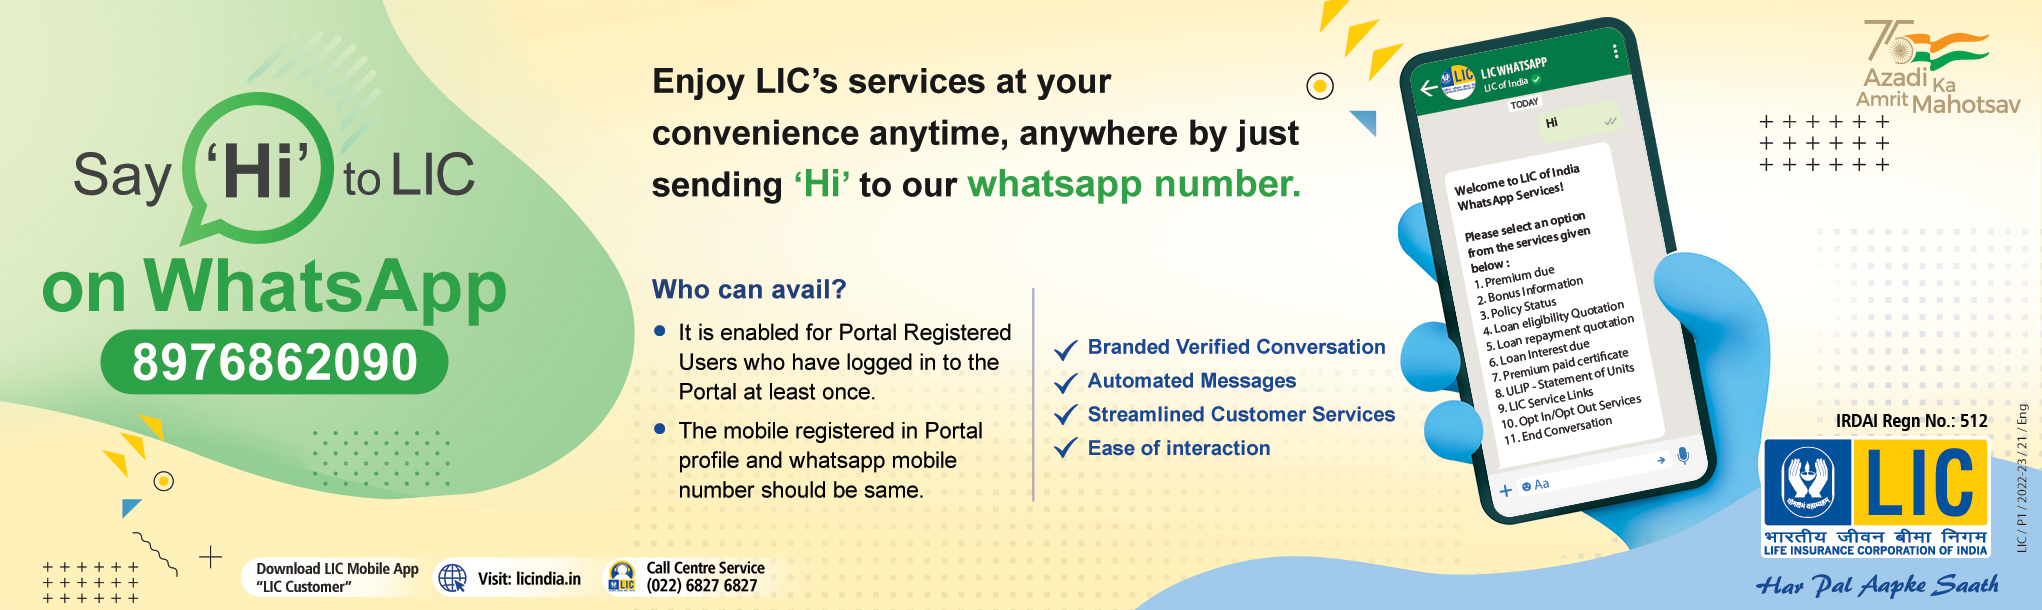 Say 'Hi' to LIC
on WhatsApp
8976862090
Enjoy LIC's services at your
convenience anytime, anywhere by just
sending 'Hi' to our whatsapp number.
Who can avail?
• It is enabled for Portal Registered
Users who have logged in to the
Portal at least once.
• The mobile registered in Portal
profile and whatsapp mobile
number should be same.
Branded Verified Conversation
Automated Messages
Streamlined Customer Services
Ease of interaction
LIC
LIC WHATSAPP
LIC of India
TODAY
Hi
Welcome to LIC of India
WhatsApp Services!
Please select an option
from the services given
below :
1. Premium due
2. Bonus Information
3. Policy Status
4. Loan eligibility Quotation
5. Loan repayment quotation
6. Loan Interest due
7. Premium paid certificate
8. ULIP - Statement of Units
9. LIC Service Links
10. Opt In/Opt Out Services
11. End Conversation
Aa
75
Azadi Ka
Amrit Mahotsav
IRDAI Regn No.: 512
LIC
भारतीय जीवन बीमा निगम
LIFE INSURANCE CORPORATION OF INDIA
Har Pal Aapke Saath
LIC / P1 / 2022-23 / 21 / Eng
Download LIC Mobile App
"LIC Customer"
Visit: licindia.in
LIC
Call Centre Service
(022) 6827 6827